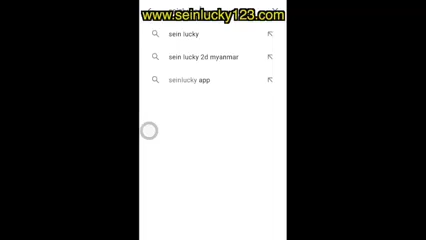 www.seinlucky123.com
sein lucky
sein lucky 2d myanmar
seinlucky app